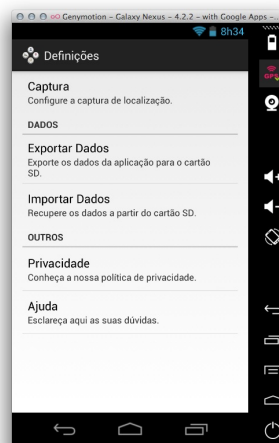 Genymotion – Galaxy Nexus – 4.2.2 – with Google Apps –...
8h34
Definições
Captura
Configure a captura de localização.
DADOS
Exportar Dados
Exporte os dados da aplicação para o cartão
SD.
Importar Dados
Recupere os dados a partir do cartão SD.
OUTROS
Privacidade
Conheça a nossa política de privacidade.
Ajuda
Esclareça aqui as suas dúvidas.
GPS